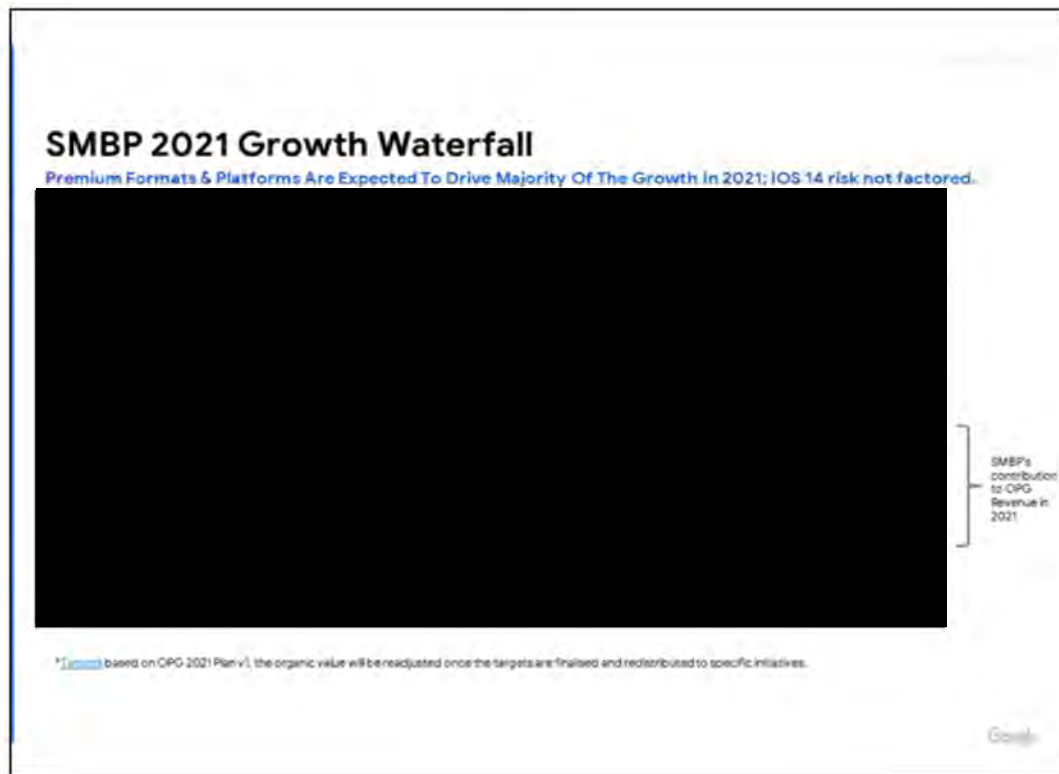 SMBP 2021 Growth Waterfall
Premium Formats & Platforms Are Expected To Drive Majority Of The Growth in 2021; IOS 14 risk not factored.
SMBP's
contribution
to OPG
Revenue in
2021
based on OPG 2021 Plan v1, the organic value will be readjusted once the targets are finalised and redistributed to specific initiatives.
Google